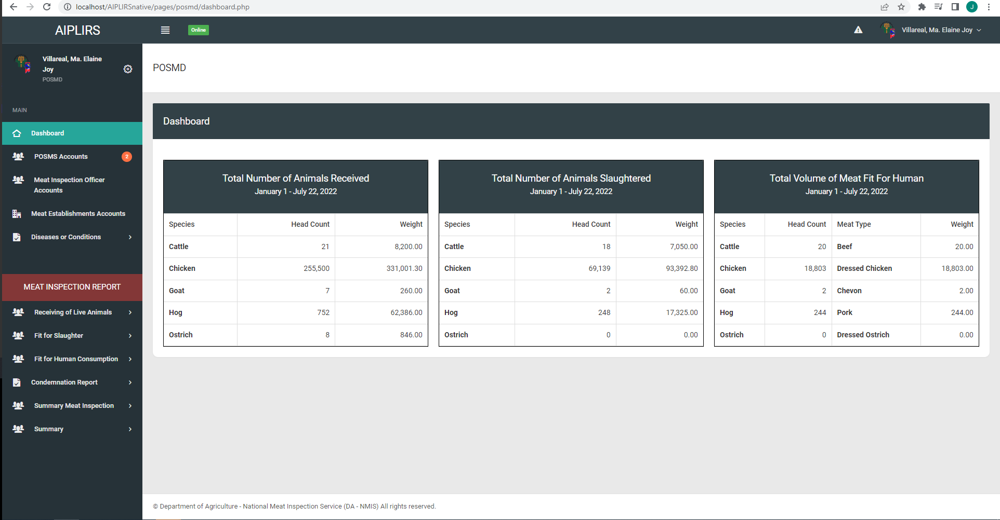 localhost/AIPLIRSnative/pages/posmd/dashboard.php
J
AIPLIRS
Online
Villareal, Ma. Elaine Joy
Villareal, Ma. Elaine
Joy
POSMD
MAIN
Dashboard
POSMS Accounts 2
Meat Inspection Officer
Accounts
Meat Establishments Accounts
Diseases or Conditions
MEAT INSPECTION REPORT
Receiving of Live Animals
Fit for Slaughter
Fit for Human Consumption
Condemnation Report
Summary Meat Inspection
Summary
POSMD
Dashboard
Total Number of Animals Received
January 1 - July 22, 2022
Species Head Count Weight
Cattle 21 8,200.00
Chicken 255,500 331,001.30
Goat 7 260.00
Hog 752 62,386.00
Ostrich 8 846.00
Total Number of Animals Slaughtered
January 1 - July 22, 2022
Species Head Count Weight
Cattle 18 7,050.00
Chicken 69,139 93,392.80
Goat 2 60.00
Hog 248 17,325.00
Ostrich 0 0.00
Total Volume of Meat Fit For Human
January 1 - July 22, 2022
Species Head Count Meat Type Weight
Cattle 20 Beef 20.00
Chicken 18,803 Dressed Chicken 18,803.00
Goat 2 Chevon 2.00
Hog 244 Pork 244.00
Ostrich 0 Dressed Ostrich 0.00
© Department of Agriculture - National Meat Inspection Service (DA - NMIS) All rights reserved.